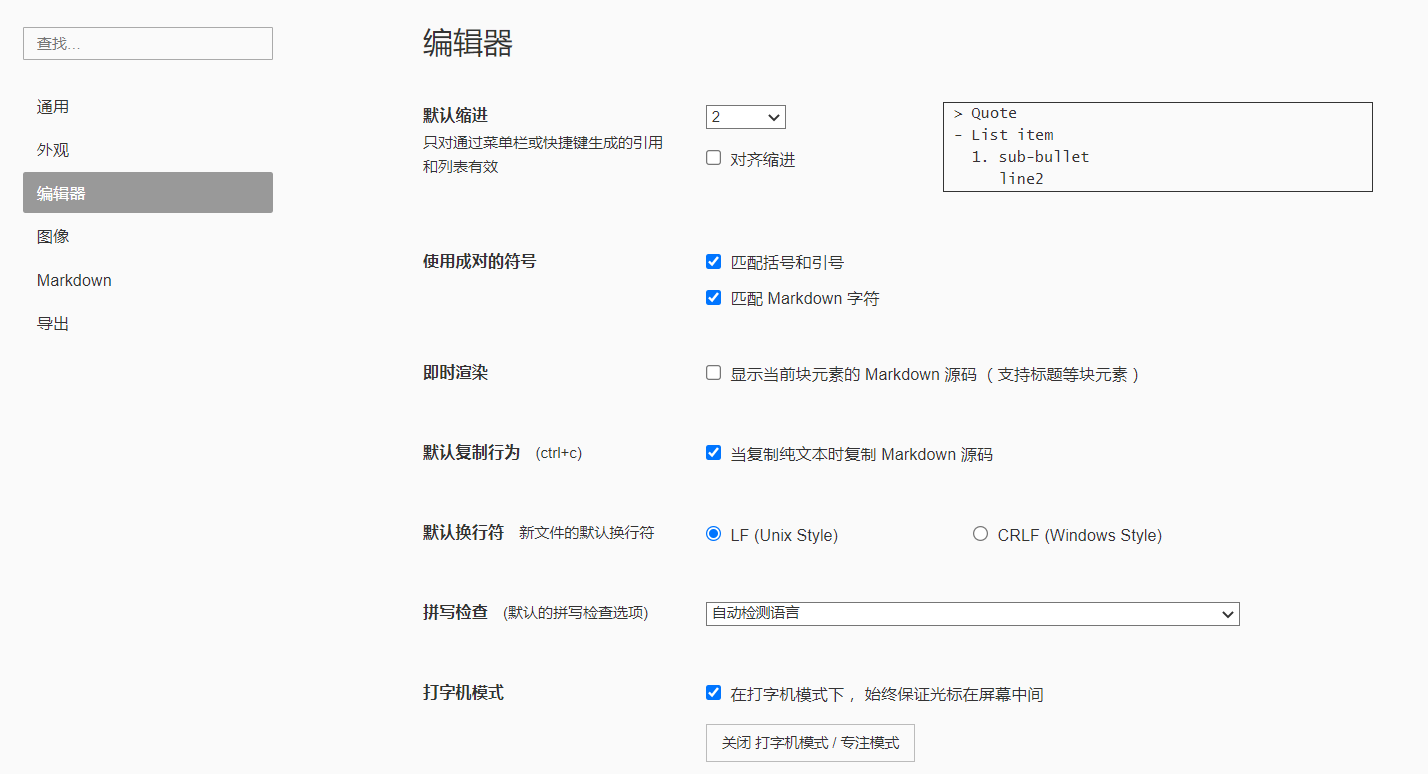 查找...
通用
外观
编辑器
图像
Markdown
导出
编辑器
默认缩进
只对通过菜单栏或快捷键生成的引用
和列表有效
2
对齐缩进
> Quote
- List item
1. sub-bullet
line2
使用成对的符号
匹配括号和引号
匹配 Markdown 字符
即时渲染
显示当前块元素的 Markdown 源码（支持标题等块元素）
默认复制行为 (ctrl+c)
当复制纯文本时复制 Markdown 源码
默认换行符 新文件的默认换行符
LF (Unix Style)
CRLF (Windows Style)
拼写检查 (默认的拼写检查选项)
自动检测语言
打字机模式
在打字机模式下，始终保证光标在屏幕中间
关闭 打字机模式 / 专注模式